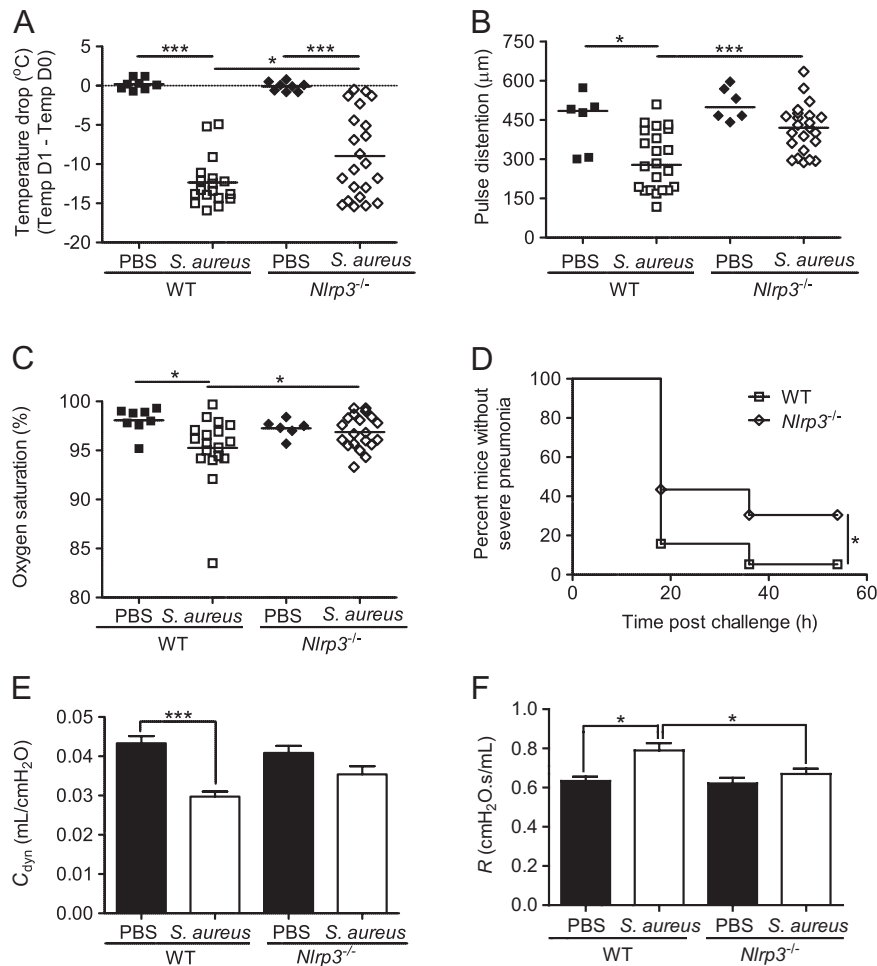 A
Temperature drop (°C)
(Temp D1 - Temp D0)
5
0
-5
-10
-15
-20
***
*
***
PBS S. aureus PBS S. aureus
WT Nlrp3-/-
B
Pulse distention (µm)
750
600
450
300
150
0
*
***
PBS S. aureus PBS S. aureus
WT Nlrp3-/-
C
Oxygen saturation (%)
100
95
90
85
80
*
*
PBS S. aureus PBS S. aureus
WT Nlrp3-/-
D
Percent mice without
severe pneumonia
100
80
60
40
20
0
WT
Nlrp3-/-
*
0 20 40 60
Time post challenge (h)
E
Cdyn (mL/cmH2O)
0.05
0.04
0.03
0.04
0.01
0.00
***
PBS S. aureus PBS S. aureus
WT Nlrp3-/-
F
R (cmH2O.s/mL)
1.0
0.8
0.6
0.4
0.2
0.0
*
*
PBS S. aureus PBS S. aureus
WT Nlrp3-/-